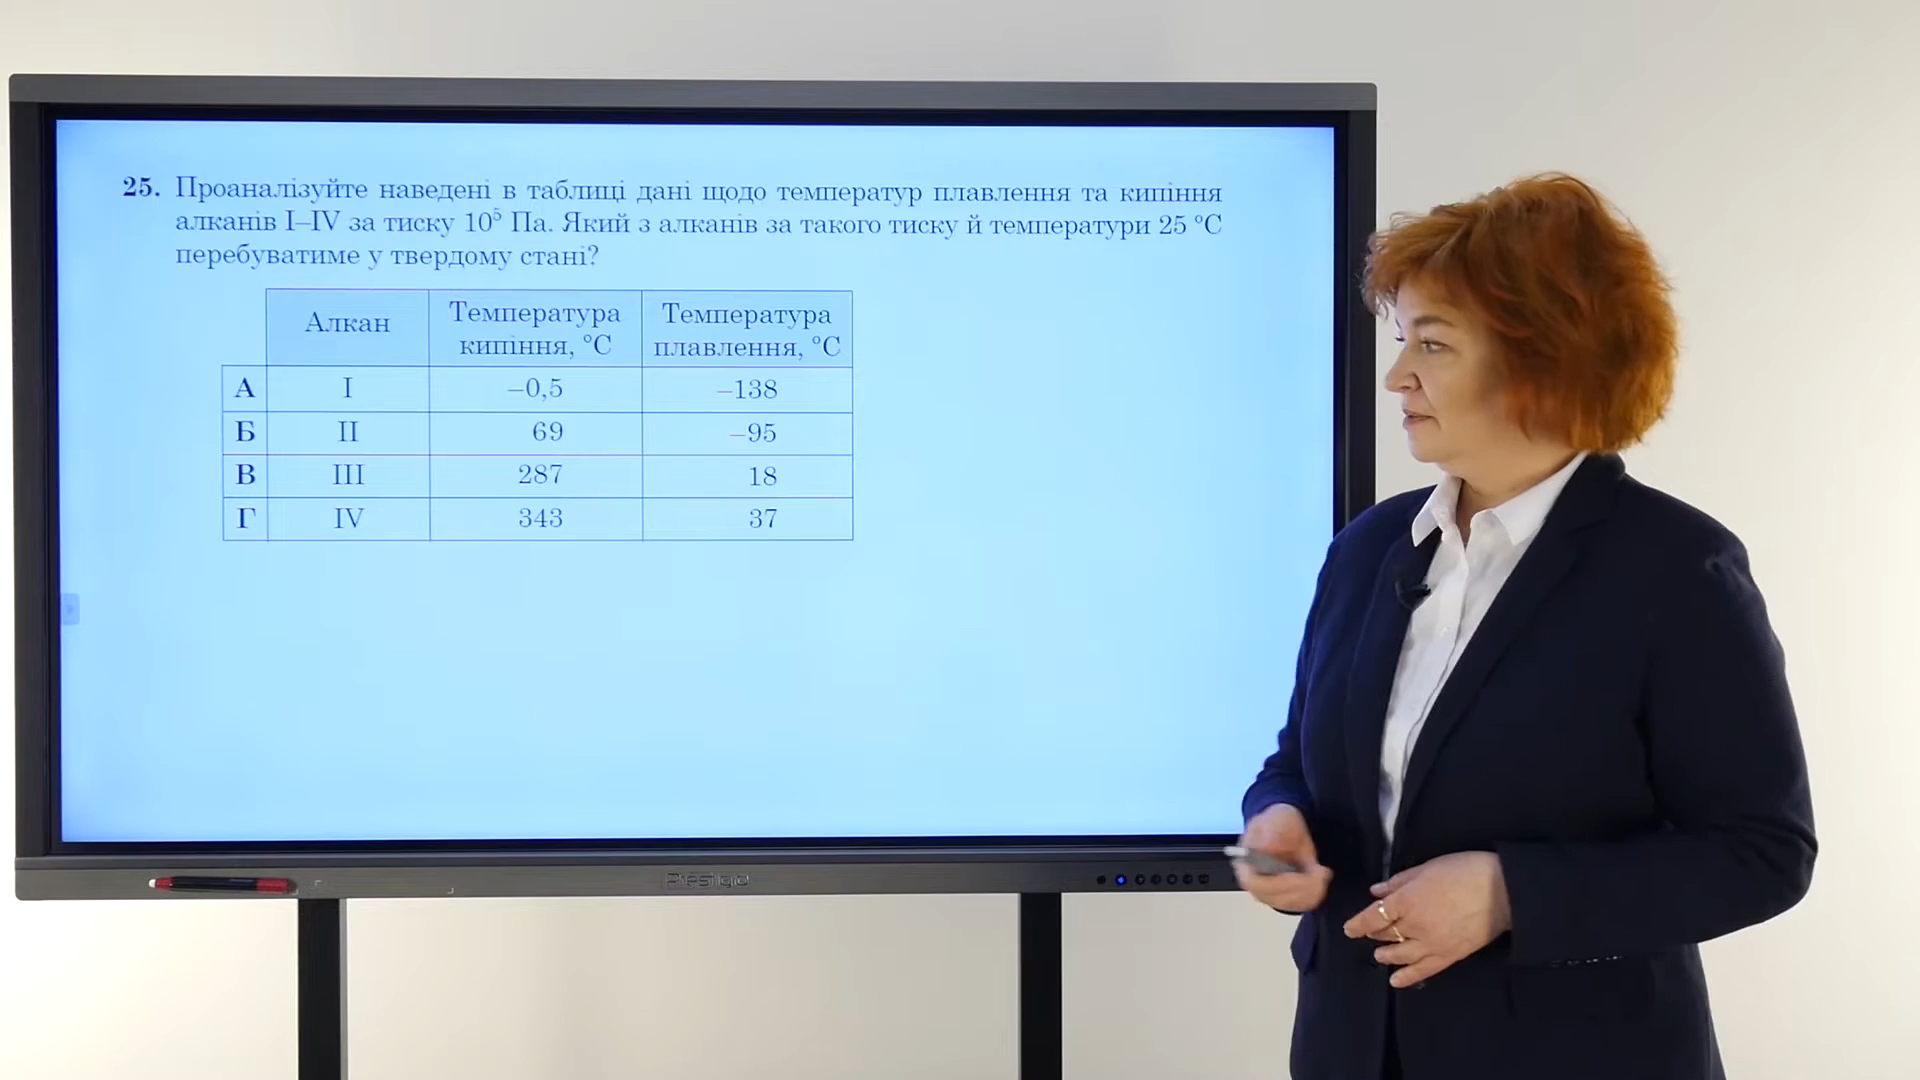 25. Проаналізуйте наведені в таблиці дані щодо температур плавлення та кипіння
алканів I–IV за тиску 10⁵ Па. Який з алканів за такого тиску й температури 25 °C
перебуватиме у твердому стані?
Алкан Температура кипіння, °C Температура плавлення, °C
А I –0,5 –138
Б II 69 –95
В III 287 18
Г IV 343 37
Prestigio